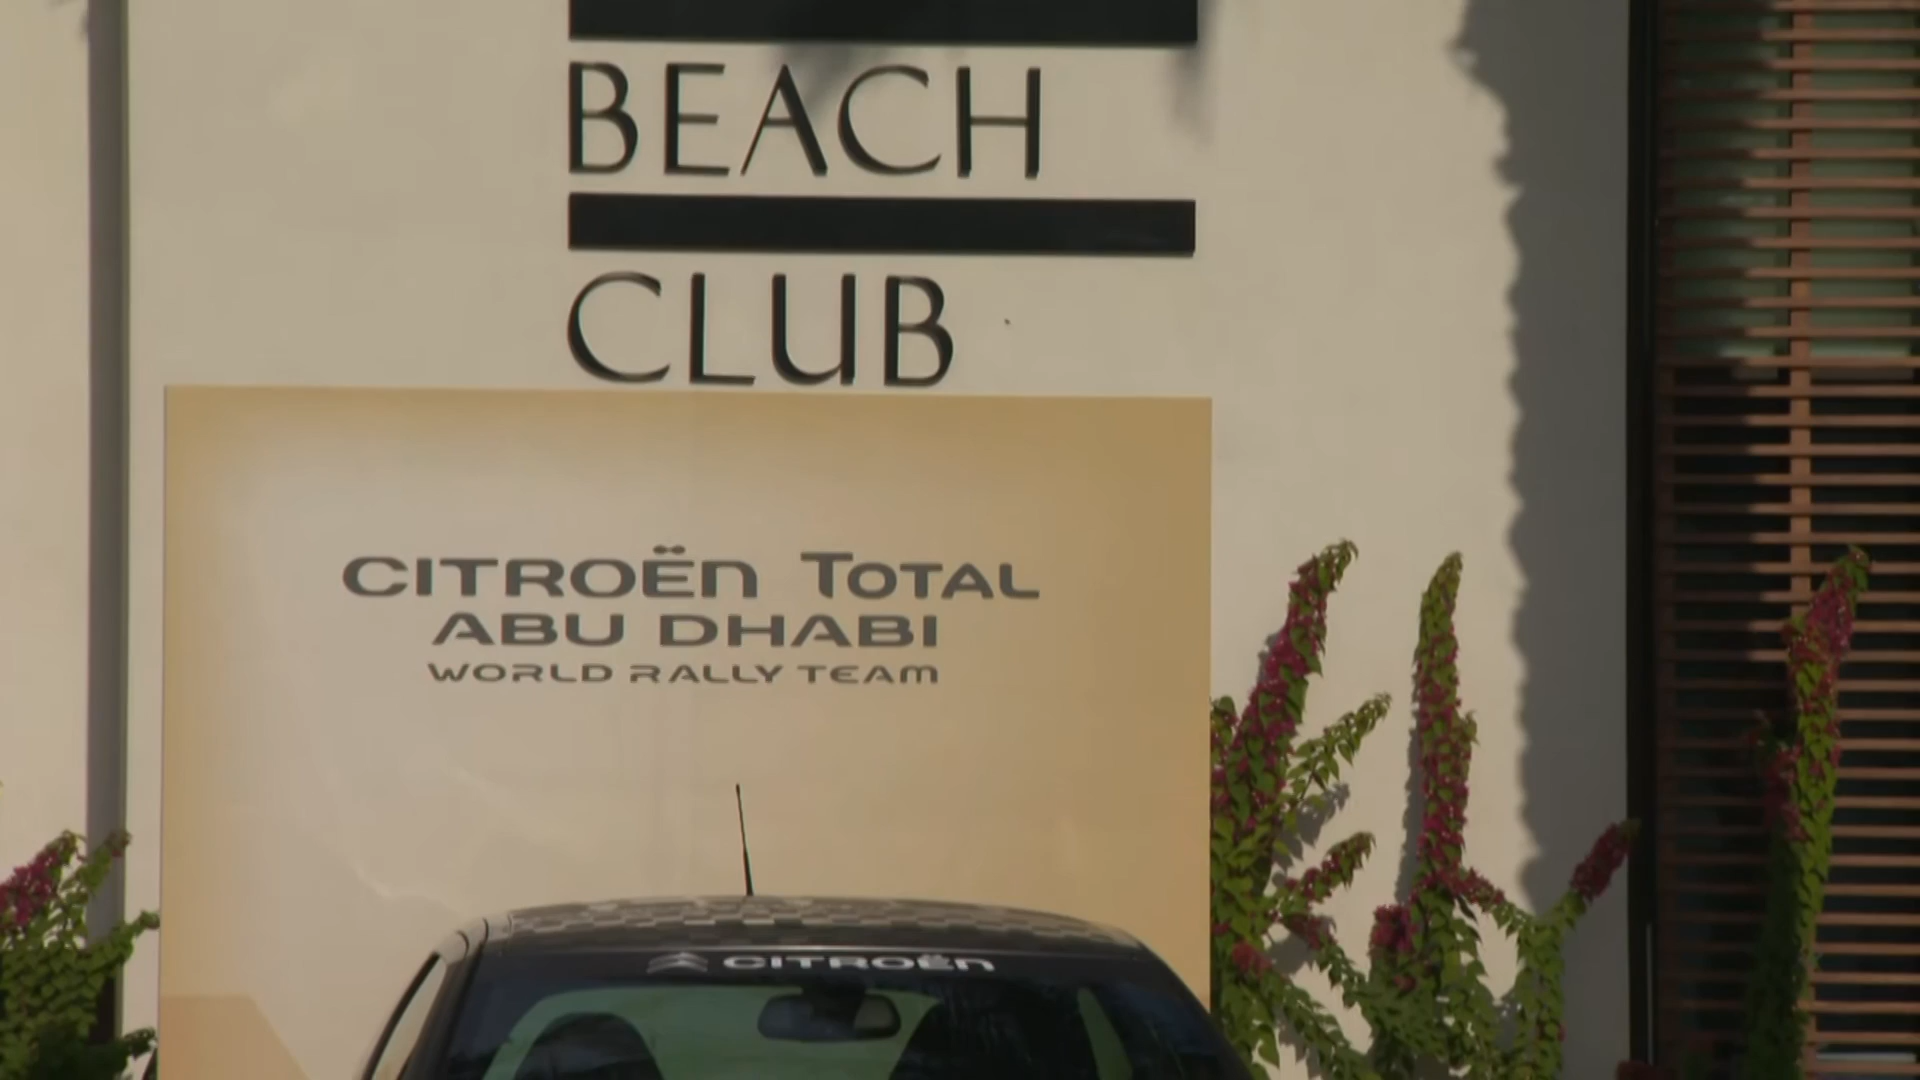 BEACH
CLUB
CITROËN TOTAL
ABU DHABI
WORLD RALLY TEAM
CITROËN